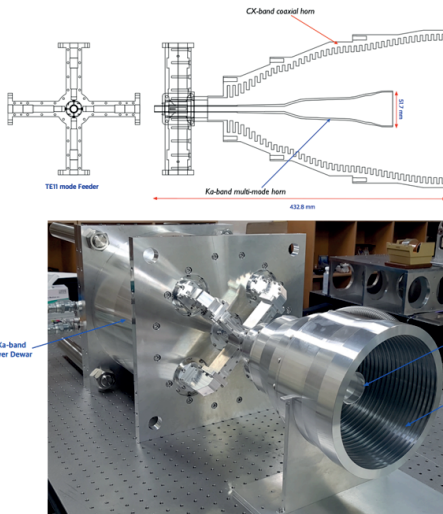 CX-band coaxial horn
51.7 mm
TE11 mode Feeder
Ka-band multi-mode horn
432.8 mm
Ka-band
Dewar